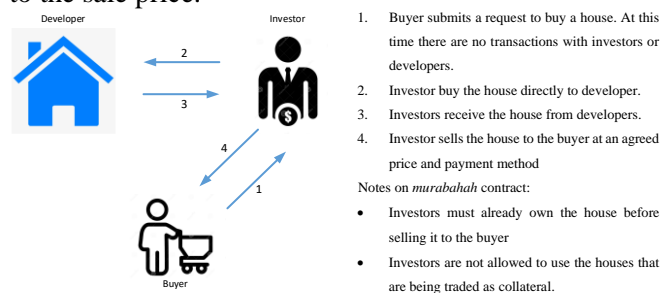 to the sale price.
Developer
Investor
2
3
4
1
Buyer
1. Buyer submits a request to buy a house. At this
time there are no transactions with investors or
developers.
2. Investor buy the house directly to developer.
3. Investors receive the house from developers.
4. Investor sells the house to the buyer at an agreed
price and payment method
Notes on murabahah contract:
• Investors must already own the house before
selling it to the buyer
• Investors are not allowed to use the houses that
are being traded as collateral.